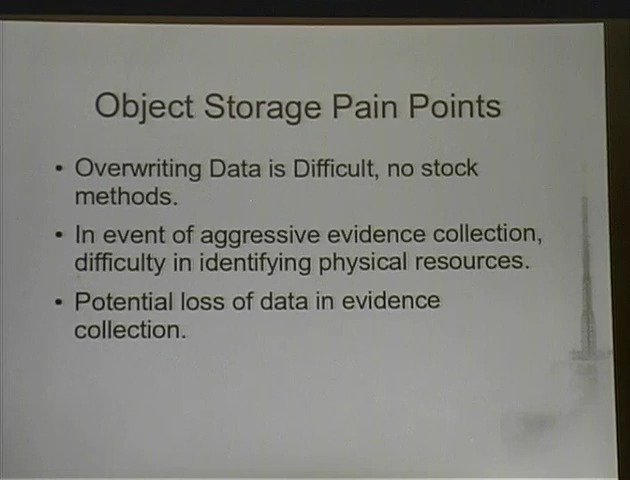 Object Storage Pain Points
• Overwriting Data is Difficult, no stock
methods.
• In event of aggressive evidence collection,
difficulty in identifying physical resources.
• Potential loss of data in evidence
collection.